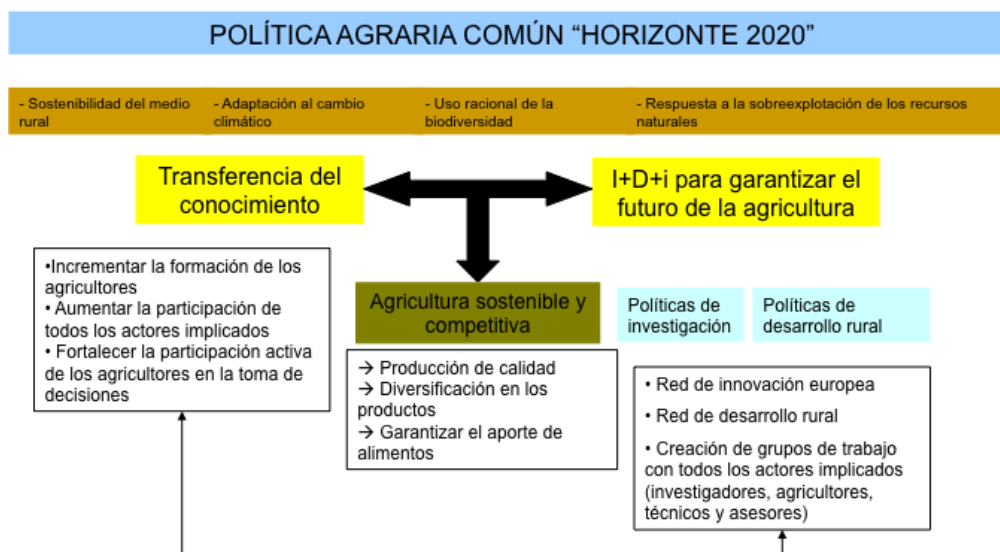 POLÍTICA AGRARIA COMÚN “HORIZONTE 2020”
- Sostenibilidad del medio
rural
- Adaptación al cambio
climático
- Uso racional de la
biodiversidad
- Respuesta a la sobreexplotación de los recursos
naturales
Transferencia del
conocimiento
I+D+i para garantizar el
futuro de la agricultura
•Incrementar la formación de los
agricultores
• Aumentar la participación de
todos los actores implicados
• Fortalecer la participación activa
de los agricultores en la toma de
decisiones
Agricultura sostenible y
competitiva
→ Producción de calidad
→ Diversificación en los
productos
→ Garantizar el aporte de
alimentos
Políticas de
investigación
Políticas de
desarrollo rural
• Red de innovación europea
• Red de desarrollo rural
• Creación de grupos de trabajo
con todos los actores implicados
(investigadores, agricultores,
técnicos y asesores)